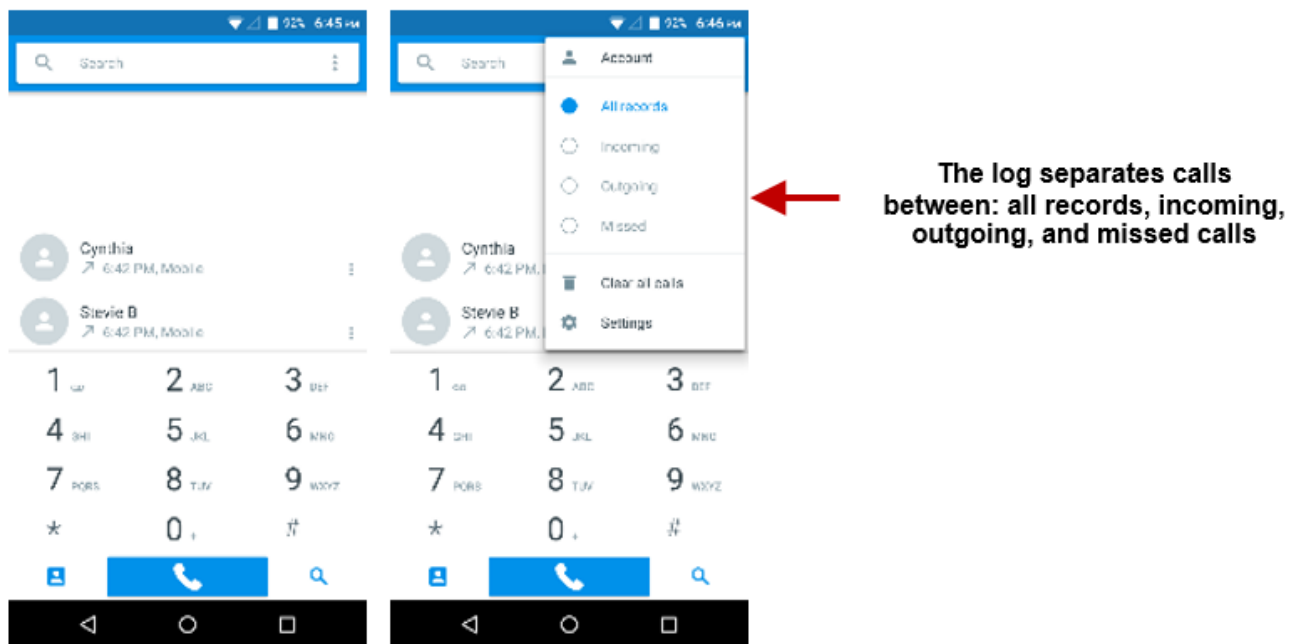 92% 6:45 PM
Search
Cynthia
6:42 PM, Mobile
Stevie B
6:42 PM, Mobile
1 2 ABC 3 DEF
4 GHI 5 JKL 6 MNO
7 PQRS 8 TUV 9 WXYZ
* 0 + #
92% 6:46 PM
Search
Account
All records
Incoming
Outgoing
Missed
Cynthia
6:42 PM,
Clear all calls
Stevie B
Settings
6:42 PM,
1 2 ABC 3 DEF
4 GHI 5 JKL 6 MNO
7 PQRS 8 TUV 9 WXYZ
* 0 + #
The log separates calls
between: all records, incoming,
outgoing, and missed calls